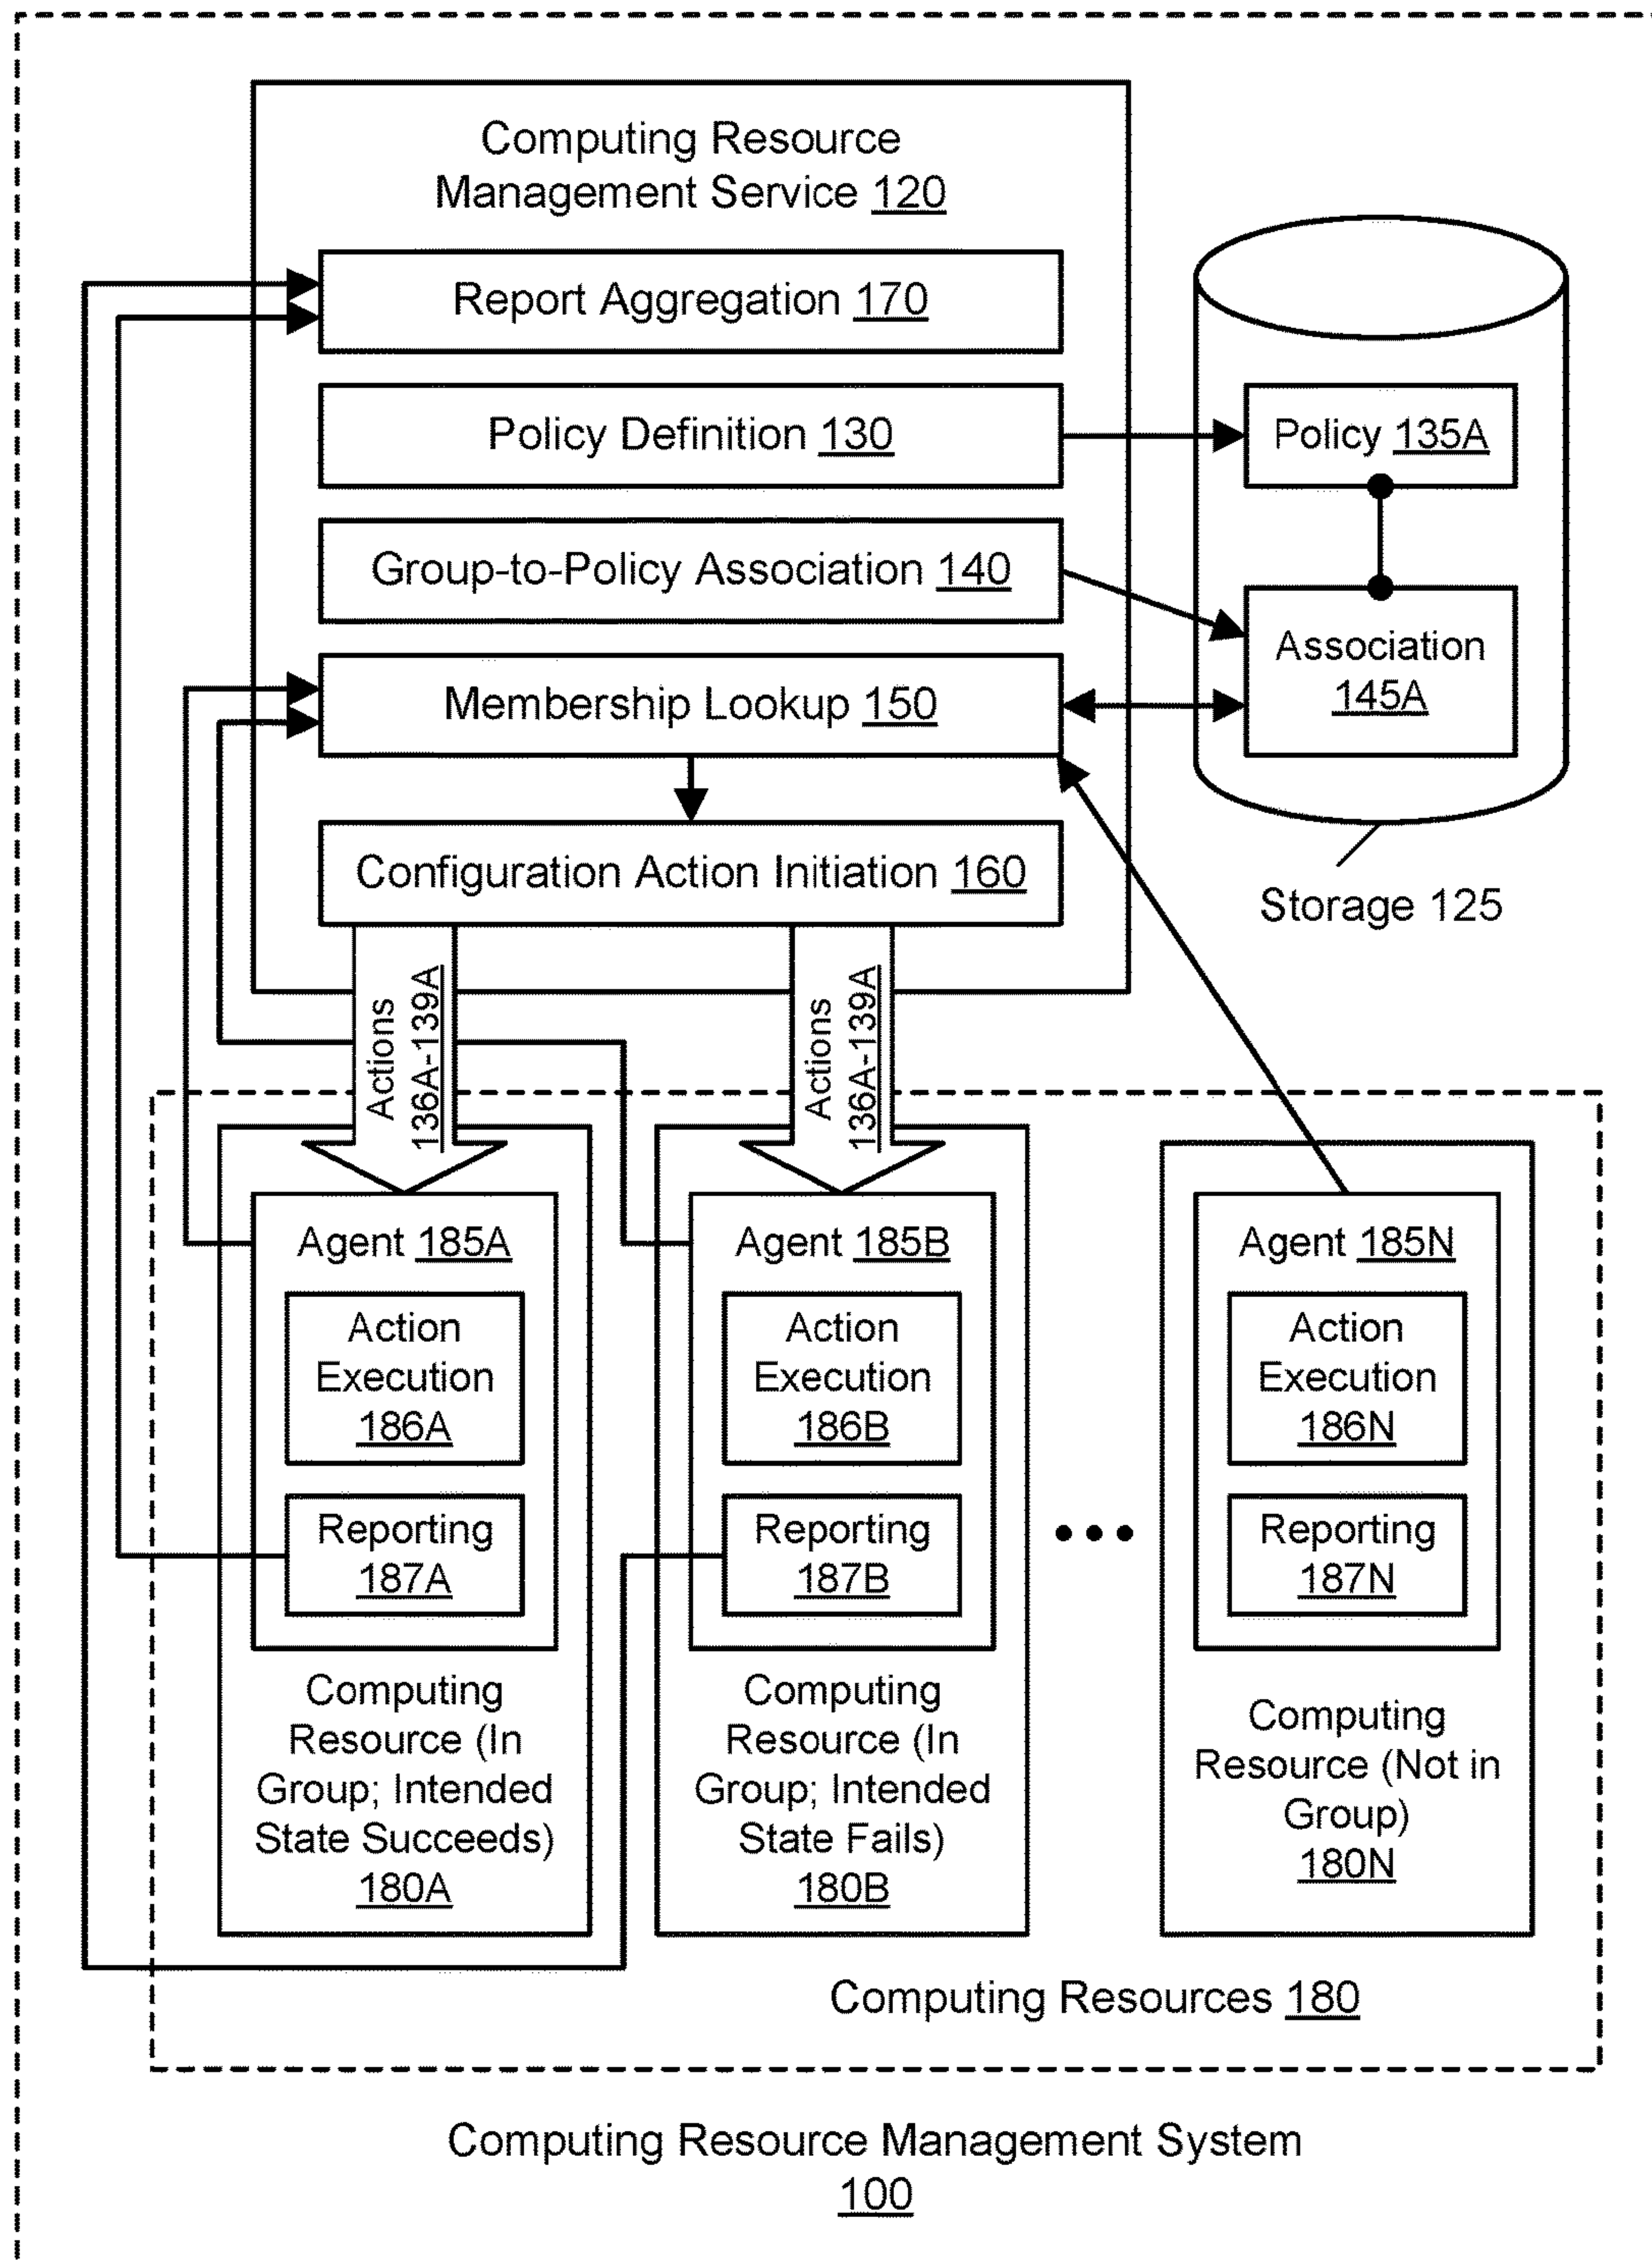 Computing Resource
Management Service 120
Report Aggregation 170
Policy Definition 130
Policy 135A
Group-to-Policy Association 140
Association
145A
Membership Lookup 150
Configuration Action Initiation 160
Storage 125
Actions
136A-139A
Actions
136A-139A
Agent 185A
Action
Execution
186A
Reporting
187A
Computing
Resource (In
Group; Intended
State Succeeds)
180A
Agent 185B
Action
Execution
186B
Reporting
187B
Computing
Resource (In
Group; Intended
State Fails)
180B
Agent 185N
Action
Execution
186N
Reporting
187N
Computing
Resource (Not in
Group)
180N
Computing Resources 180
Computing Resource Management System
100